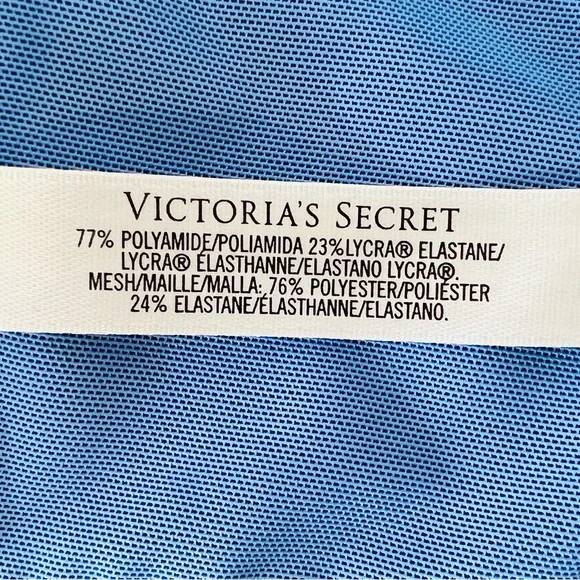 VICTORIA'S SECRET
77% POLYAMIDE/POLIAMIDA 23%LYCRA® ELASTANE/
LYCRA® ÉLASTHANNE/ELASTANO LYCRA®.
MESH/MAILLE/MALLA: 76% POLYESTER/POLIÉSTER
24% ELASTANE/ÉLASTHANNE/ELASTANO.